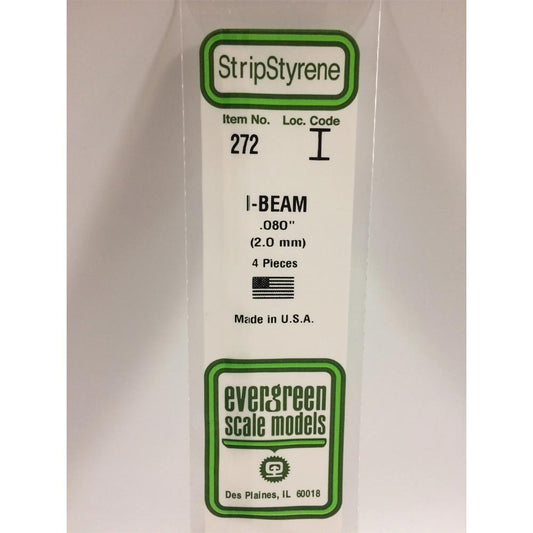 StripStyrene
Item No. Loc. Code
272 I
I-BEAM
.080"
(2.0 mm)
4 Pieces
Made in U.S.A.
evergreen
scale models
Des Plaines, IL 60018